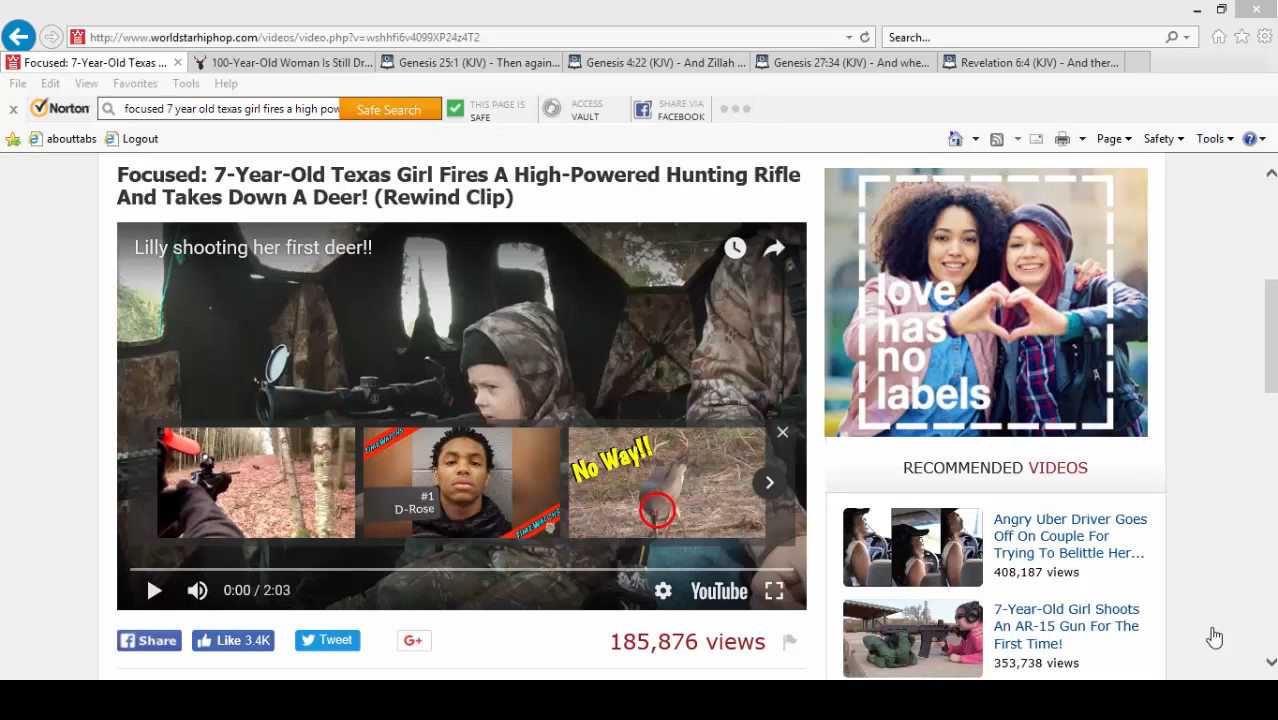 http://www.worldstarhiphop.com/videos/video.php?v=wshhfi6v4099XP24z4T2
Search...
Focused: 7-Year-Old Texas ...
100-Year-Old Woman Is Still Dr...
Genesis 25:1 (KJV) - Then again...
Genesis 4:22 (KJV) - And Zillah ...
Genesis 27:34 (KJV) - And whe...
Revelation 6:4 (KJV) - And ther...
File Edit View Favorites Tools Help
x Norton
focused 7 year old texas girl fires a high pow
Safe Search
THIS PAGE IS
SAFE
ACCESS
VAULT
SHARE VIA
FACEBOOK
abouttabs
Logout
Page
Safety
Tools
Focused: 7-Year-Old Texas Girl Fires A High-Powered Hunting Rifle
And Takes Down A Deer! (Rewind Clip)
Lilly shooting her first deer!!
TIME WATCHS
#1
D-Rose
TIME WATCHS
No Way!!
0:00 / 2:03
YouTube
Share
Like 3.4K
Tweet
G+
185,876 views
love
has
no
labels
RECOMMENDED VIDEOS
Angry Uber Driver Goes
Off On Couple For
Trying To Belittle Her...
408,187 views
7-Year-Old Girl Shoots
An AR-15 Gun For The
First Time!
353,738 views